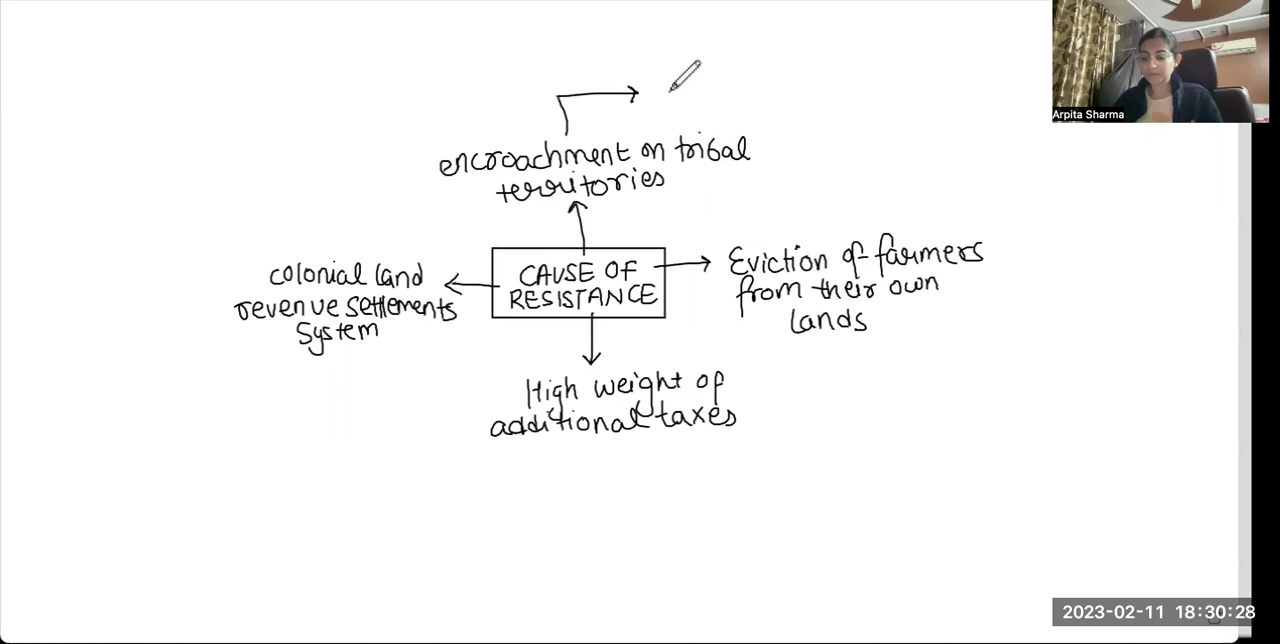 Arpita Sharma
encroachment on tribal
territories
CAUSE OF
RESISTANCE
colonial land
revenue settlements
System
Eviction of farmers
from their own
lands
High weight of
additional taxes
2023-02-11 18:30:28